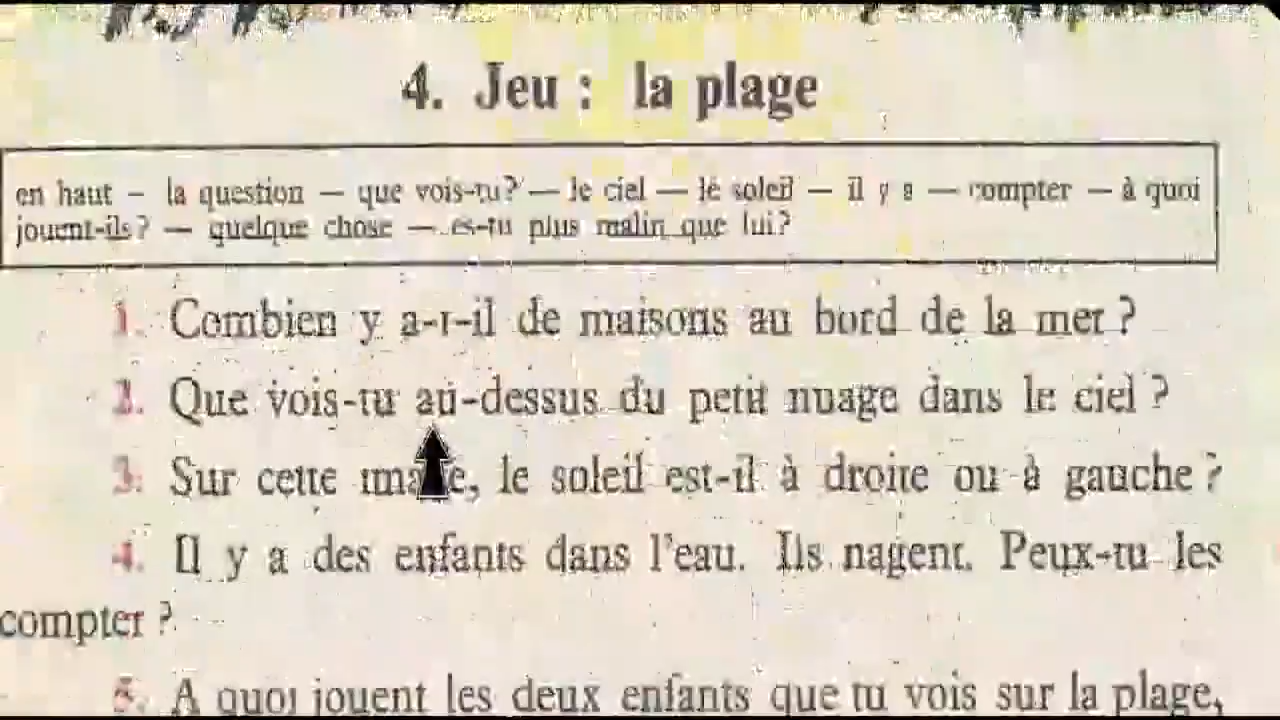 4. Jeu : la plage
en haut – la question – que vois-tu? – le ciel – le soleil – il y a – compter – à quoi
jouent-ils? – quelque chose – es-tu plus malin que lui?
1. Combien y a-t-il de maisons au bord de la mer ?
2. Que vois-tu au-dessus du petit nuage dans le ciel ?
3. Sur cette image, le soleil est-il à droite ou à gauche ?
4. Il y a des enfants dans l'eau. Ils nagent. Peux-tu les
compter ?
5. A quoi jouent les deux enfants que tu vois sur la plage,